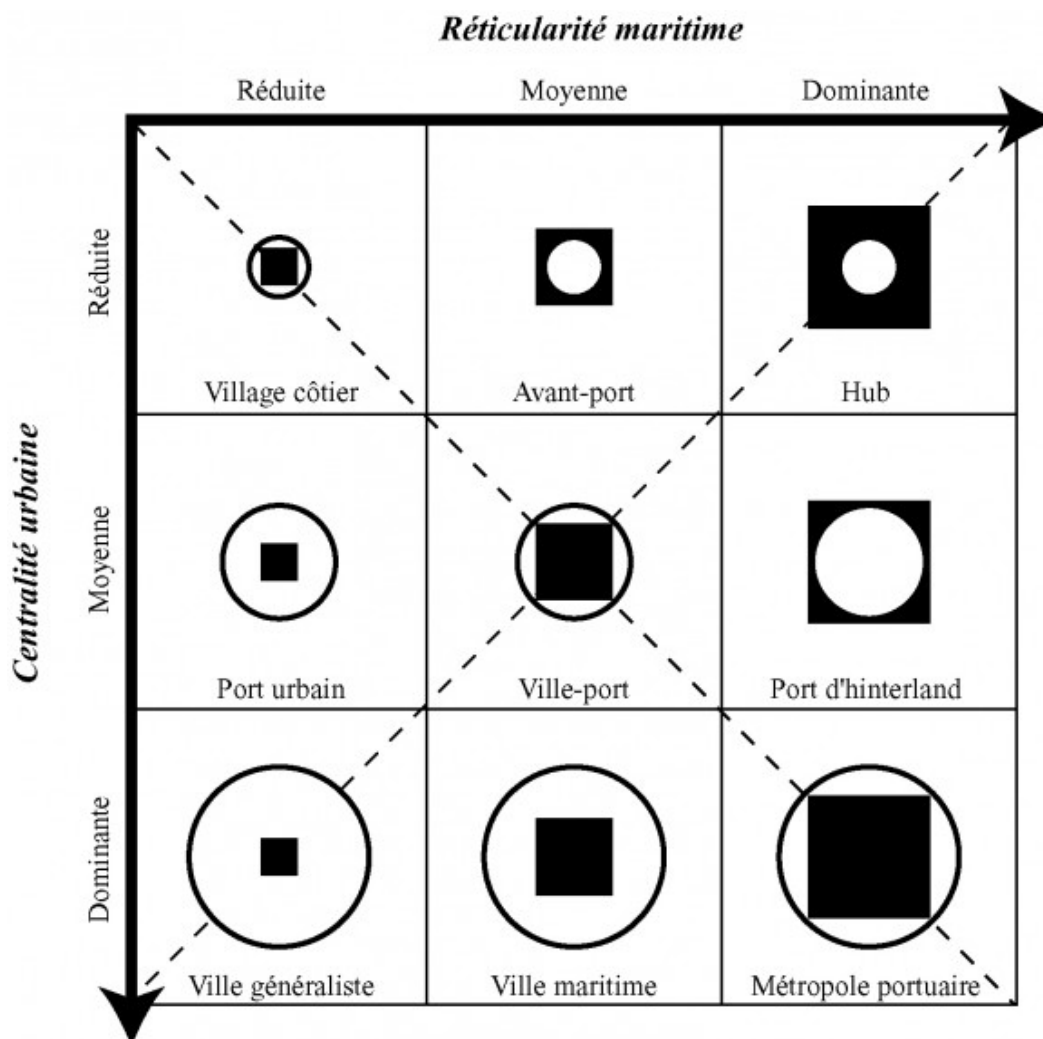 Réticularité maritime
Réduite
Moyenne
Dominante
Centralité urbaine
Réduite
Village côtier
Avant-port
Hub
Moyenne
Port urbain
Ville-port
Port d'hinterland
Dominante
Ville généraliste
Ville maritime
Métropole portuaire